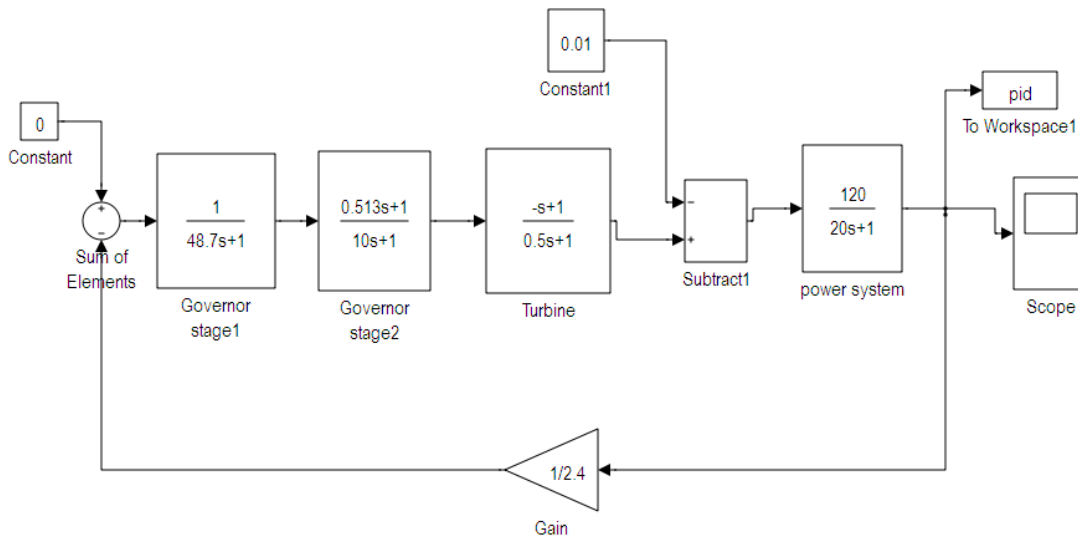 0.01
Constant1
0
Constant
pid
To Workspace1
+
−
Sum of
Elements
1
48.7s+1
Governor
stage1
0.513s+1
10s+1
Governor
stage2
-s+1
0.5s+1
Turbine
−
+
Subtract1
120
20s+1
power system
Scope
1/2.4
Gain